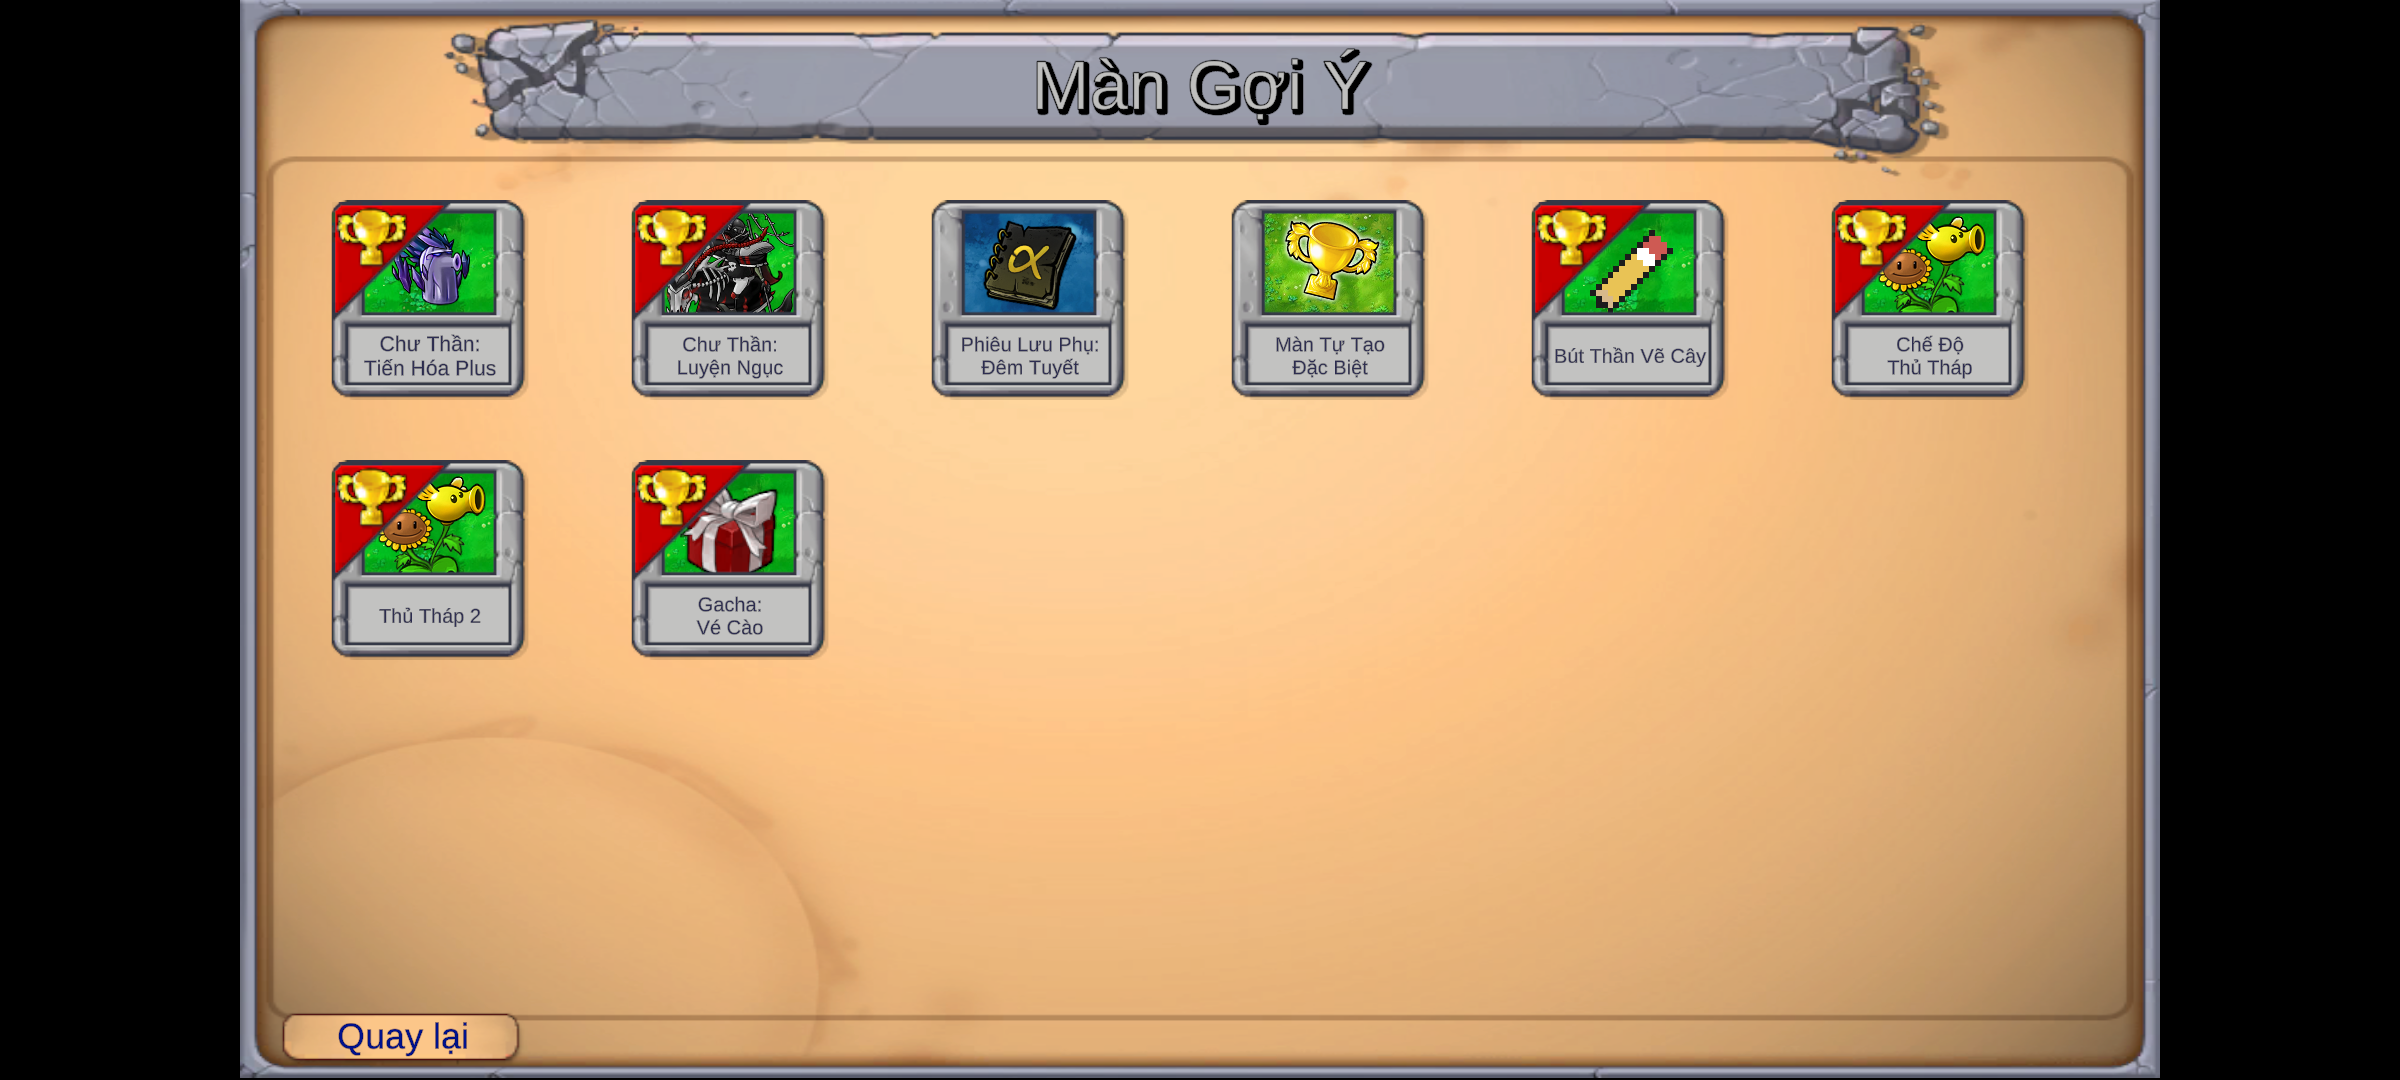 Màn Gợi Ý
Chư Thần:
Tiến Hóa Plus
Chư Thần:
Luyện Ngục
Phiêu Lưu Phụ:
Đêm Tuyết
Màn Tự Tạo
Đặc Biệt
Bút Thần Vẽ Cây
Chế Độ
Thủ Tháp
Thủ Tháp 2
Gacha:
Vé Cào
Quay lại